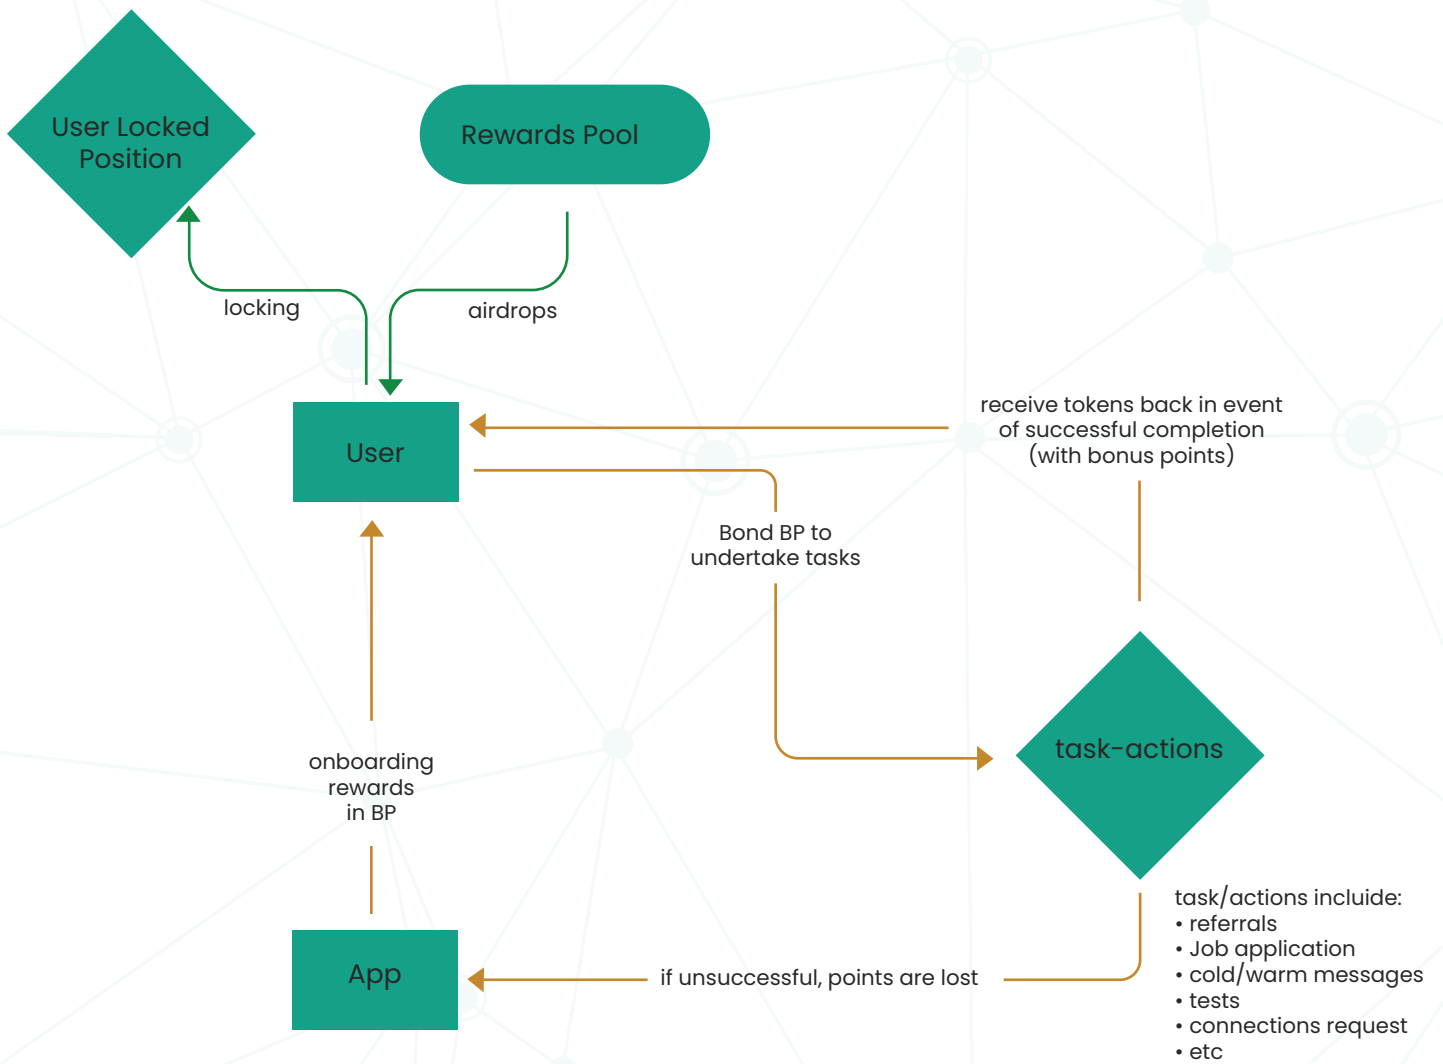 User Locked
Position
Rewards Pool
locking
airdrops
User
receive tokens back in event
of successful completion
(with bonus points)
Bond BP to
undertake tasks
task-actions
onboarding
rewards
in BP
App
if unsuccessful, points are lost
task/actions incluide:
• referrals
• Job application
• cold/warm messages
• tests
• connections request
• etc